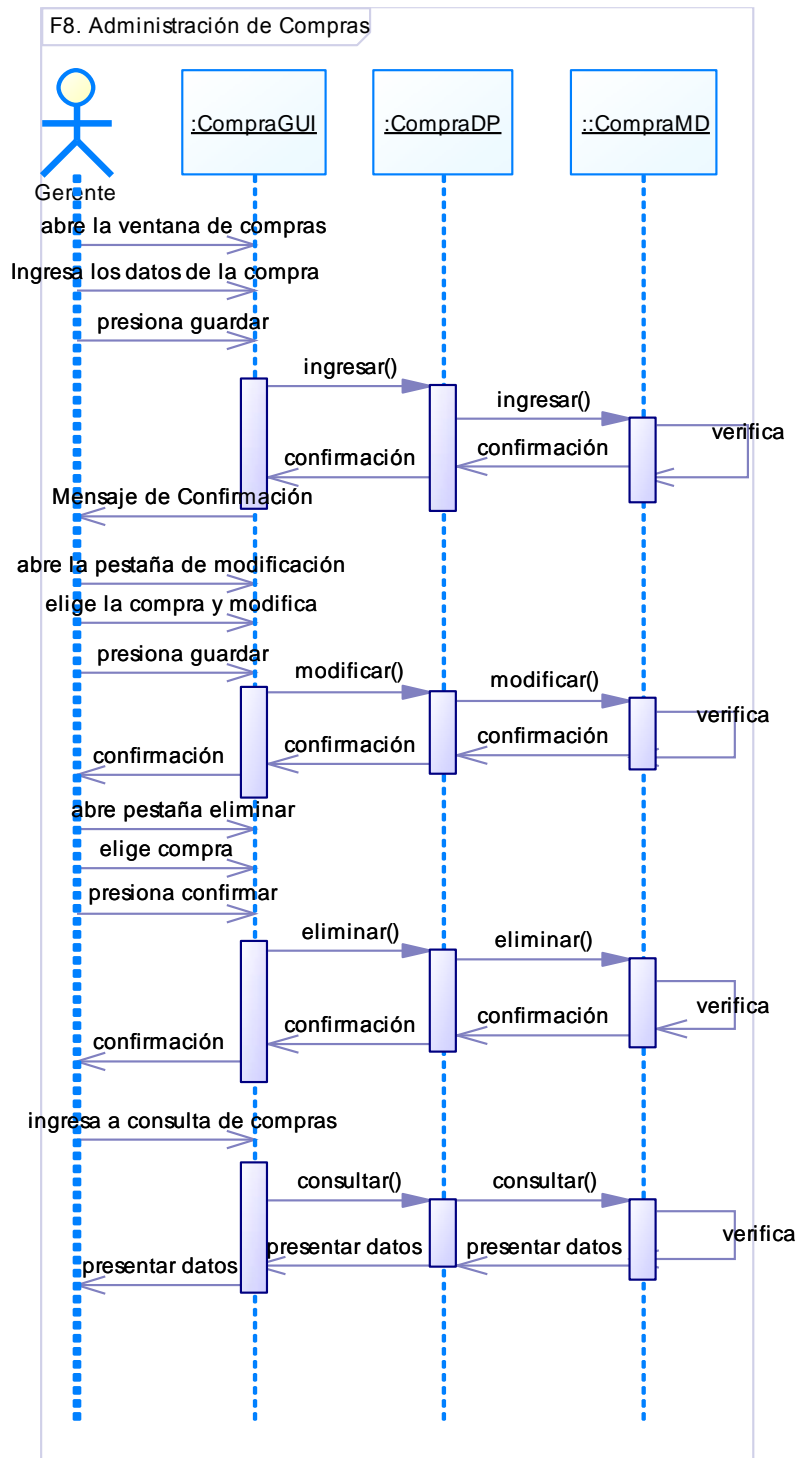 F8. Administración de Compras
:CompraGUI
:CompraDP
::CompraMD
Gerente
abre la ventana de compras
Ingresa los datos de la compra
presiona guardar
ingresar()
ingresar()
verifica
confirmación
confirmación
Mensaje de Confirmación
abre la pestaña de modificación
elige la compra y modifica
presiona guardar
modificar()
modificar()
verifica
confirmación
confirmación
confirmación
abre pestaña eliminar
elige compra
presiona confirmar
eliminar()
eliminar()
verifica
confirmación
confirmación
confirmación
ingresa a consulta de compras
consultar()
consultar()
verifica
presentar datos
presentar datos
presentar datos